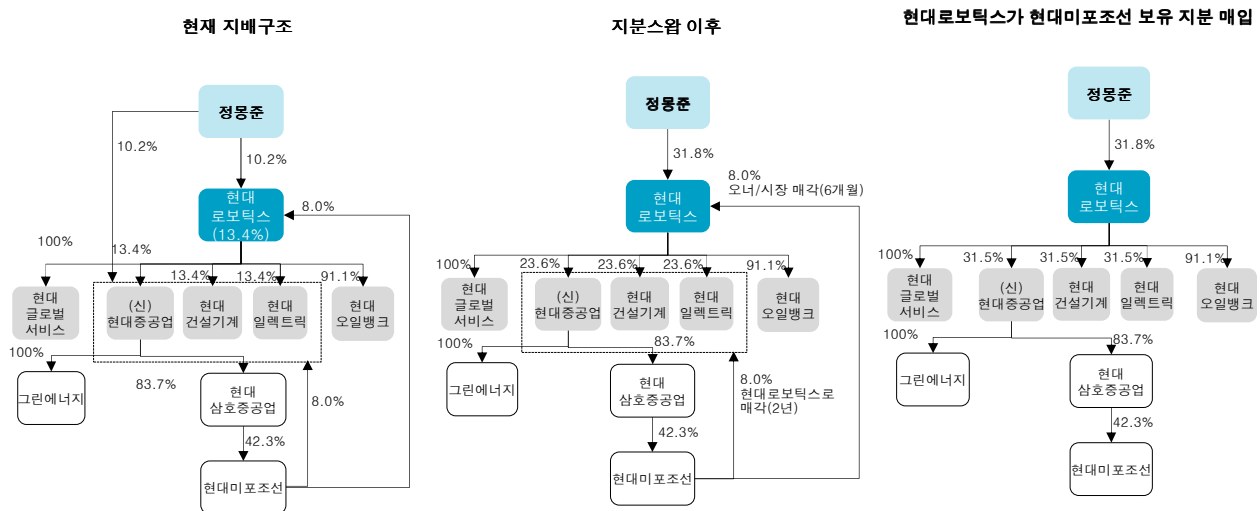 현재 지배구조
정몽준
10.2%
10.2%
현대
로보틱스
(13.4%)
8.0%
100%
13.4%
13.4%
13.4%
91.1%
현대
글로벌
서비스
(신)
현대중공업
현대
건설기계
현대
일렉트릭
현대
오일뱅크
100%
83.7%
그린에너지
현대
삼호중공업
8.0%
42.3%
현대미포조선
지분스왑 이후
정몽준
31.8%
8.0%
오너/시장 매각(6개월)
현대
로보틱스
100%
23.6%
23.6%
23.6%
91.1%
현대
글로벌
서비스
(신)
현대중공업
현대
건설기계
현대
일렉트릭
현대
오일뱅크
100%
83.7%
그린에너지
현대
삼호중공업
8.0%
현대로보틱스로
매각(2년)
42.3%
현대미포조선
현대로보틱스가 현대미포조선 보유 지분 매입
정몽준
31.8%
현대
로보틱스
100%
31.5%
31.5%
31.5%
91.1%
현대
글로벌
서비스
(신)
현대중공업
현대
건설기계
현대
일렉트릭
현대
오일뱅크
100%
83.7%
그린에너지
현대
삼호중공업
42.3%
현대미포조선